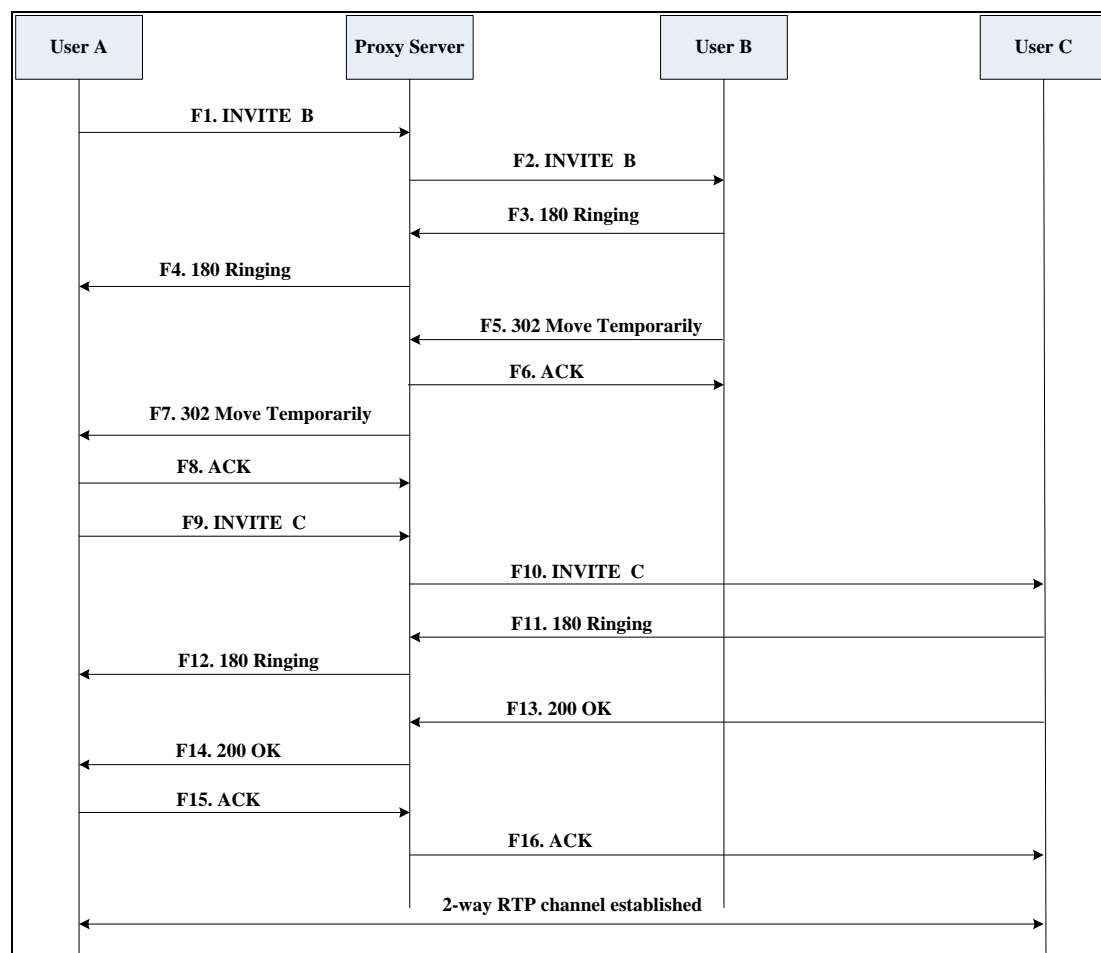 User A
Proxy Server
User B
User C
F1. INVITE B
F2. INVITE B
F3. 180 Ringing
F4. 180 Ringing
F5. 302 Move Temporarily
F6. ACK
F7. 302 Move Temporarily
F8. ACK
F9. INVITE C
F10. INVITE C
F11. 180 Ringing
F12. 180 Ringing
F13. 200 OK
F14. 200 OK
F15. ACK
F16. ACK
2-way RTP channel established